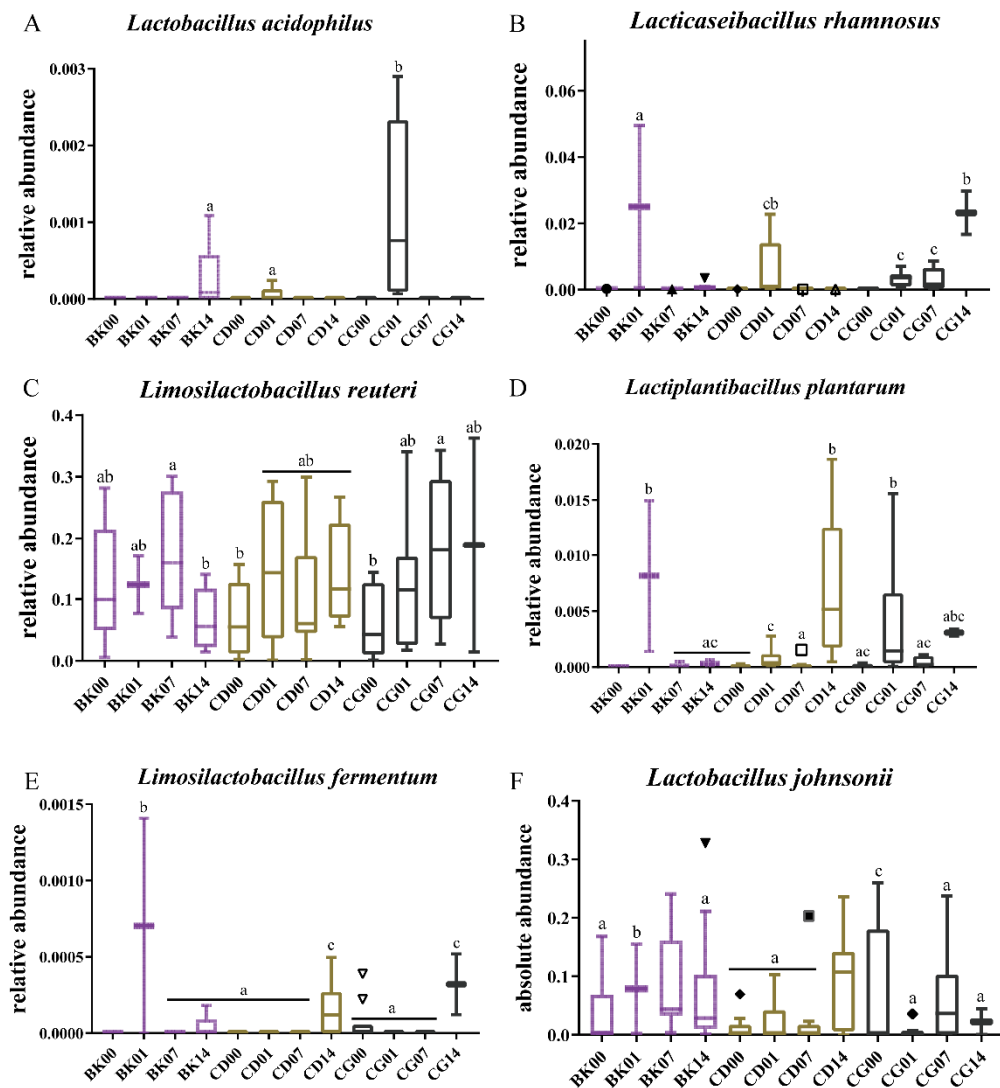 A
Lactobacillus acidophilus
relative abundance
0.003
0.002
0.001
0.000
a
a
b
BK00 BK01 BK07 BK14 CD00 CD01 CD07 CD14 CG00 CG01 CG07 CG14
B
Lacticaseibacillus rhamnosus
relative abundance
0.06
0.04
0.02
0.00
a
cb
c
c
b
BK00 BK01 BK07 BK14 CD00 CD01 CD07 CD14 CG00 CG01 CG07 CG14
C
Limosilactobacillus reuteri
relative abundance
0.4
0.3
0.2
0.1
0.0
ab
ab
a
b
b
ab
b
ab
a
ab
BK00 BK01 BK07 BK14 CD00 CD01 CD07 CD14 CG00 CG01 CG07 CG14
D
Lactiplantibacillus plantarum
relative abundance
0.020
0.015
0.010
0.005
0.000
b
ac
c
a
b
ac
b
ac
abc
BK00 BK01 BK07 BK14 CD00 CD01 CD07 CD14 CG00 CG01 CG07 CG14
E
Limosilactobacillus fermentum
relative abundance
0.0015
0.0010
0.0005
0.0000
b
a
c
a
c
BK00 BK01 BK07 BK14 CD00 CD01 CD07 CD14 CG00 CG01 CG07 CG14
F
Lactobacillus johnsonii
absolute abundance
0.4
0.3
0.2
0.1
0.0
a
b
a
a
c
a
a
a
BK00 BK01 BK07 BK14 CD00 CD01 CD07 CD14 CG00 CG01 CG07 CG14